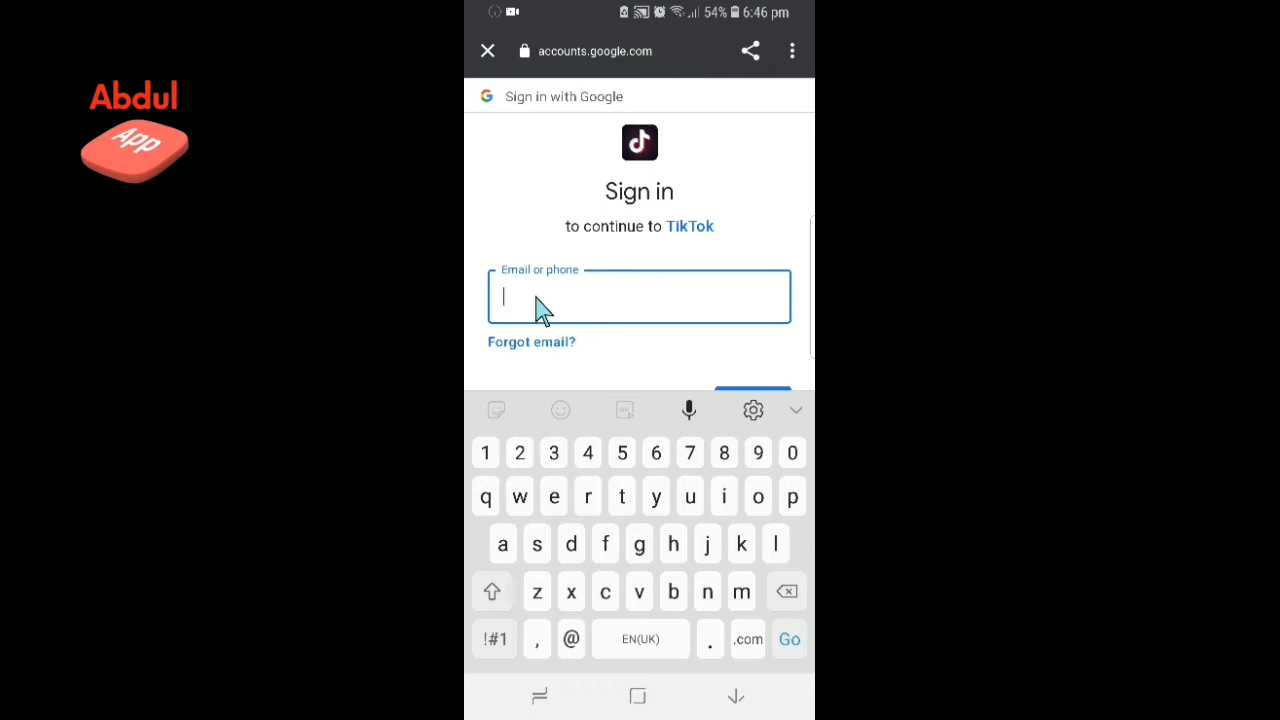 54% 6:46 pm
accounts.google.com
Abdul
App
Sign in with Google
Sign in
to continue to TikTok
Email or phone
Forgot email?
1 2 3 4 5 6 7 8 9 0
q w e r t y u i o p
a s d f g h j k l
z x c v b n m
!#1 , @ EN(UK) . .com Go